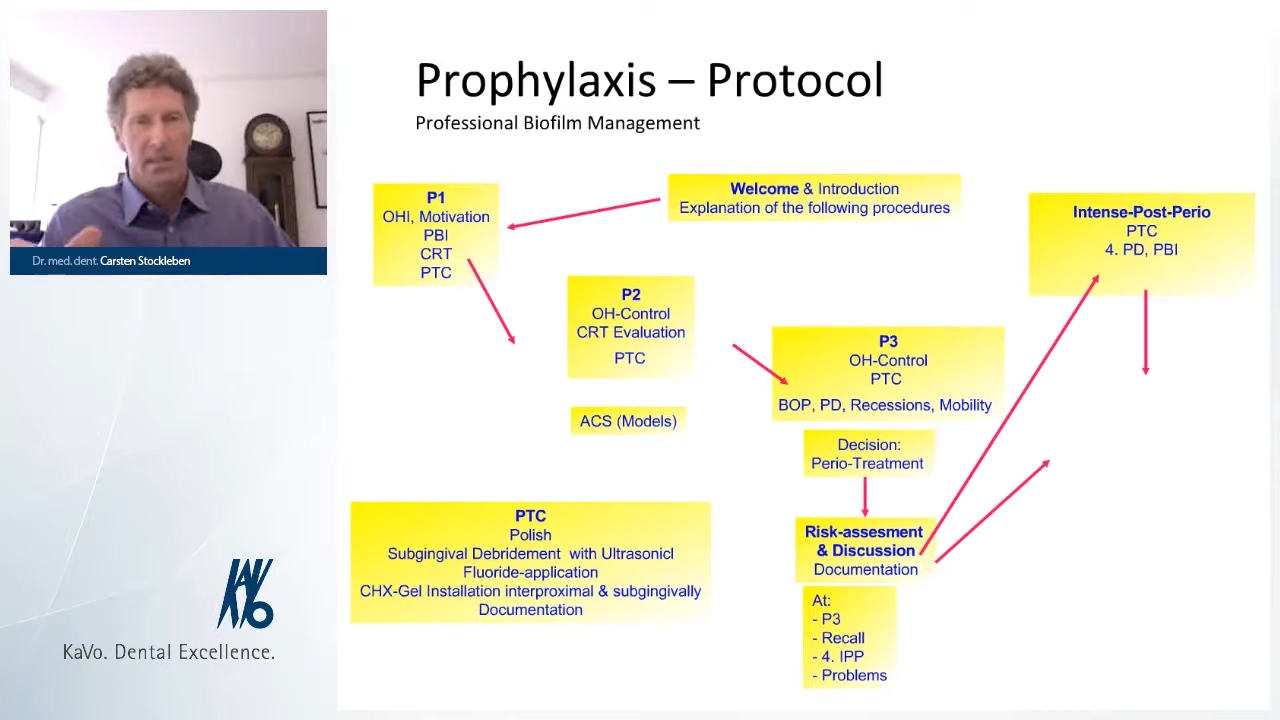 Prophylaxis – Protocol
Professional Biofilm Management
Welcome & Introduction
Explanation of the following procedures
P1
OHI, Motivation
PBI
CRT
PTC
P2
OH-Control
CRT Evaluation
PTC
ACS (Models)
P3
OH-Control
PTC
BOP, PD, Recessions, Mobility
Decision:
Perio-Treatment
Risk-assesment
& Discussion
Documentation
At:
- P3
- Recall
- 4. IPP
- Problems
Intense-Post-Perio
PTC
4. PD, PBI
PTC
Polish
Subgingival Debridement with Ultrasonicl
Fluoride-application
CHX-Gel Installation interproximal & subgingivally
Documentation
Dr. med. dent. Carsten Stockleben
KAVO
KaVo. Dental Excellence.